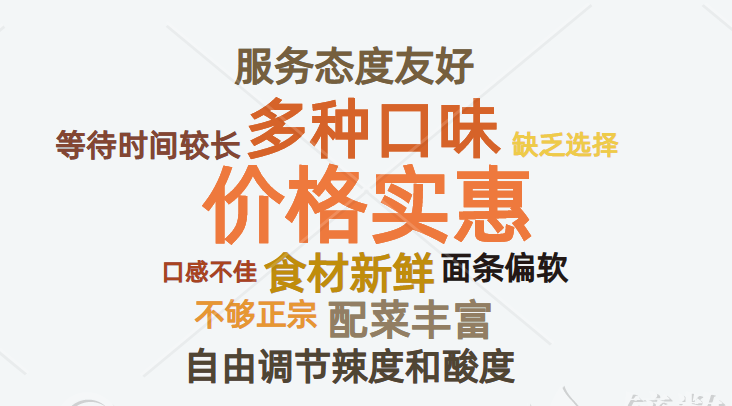 服务态度友好
等待时间较长 多种口味 缺乏选择
价格实惠
口感不佳 食材新鲜 面条偏软
不够正宗 配菜丰富
自由调节辣度和酸度